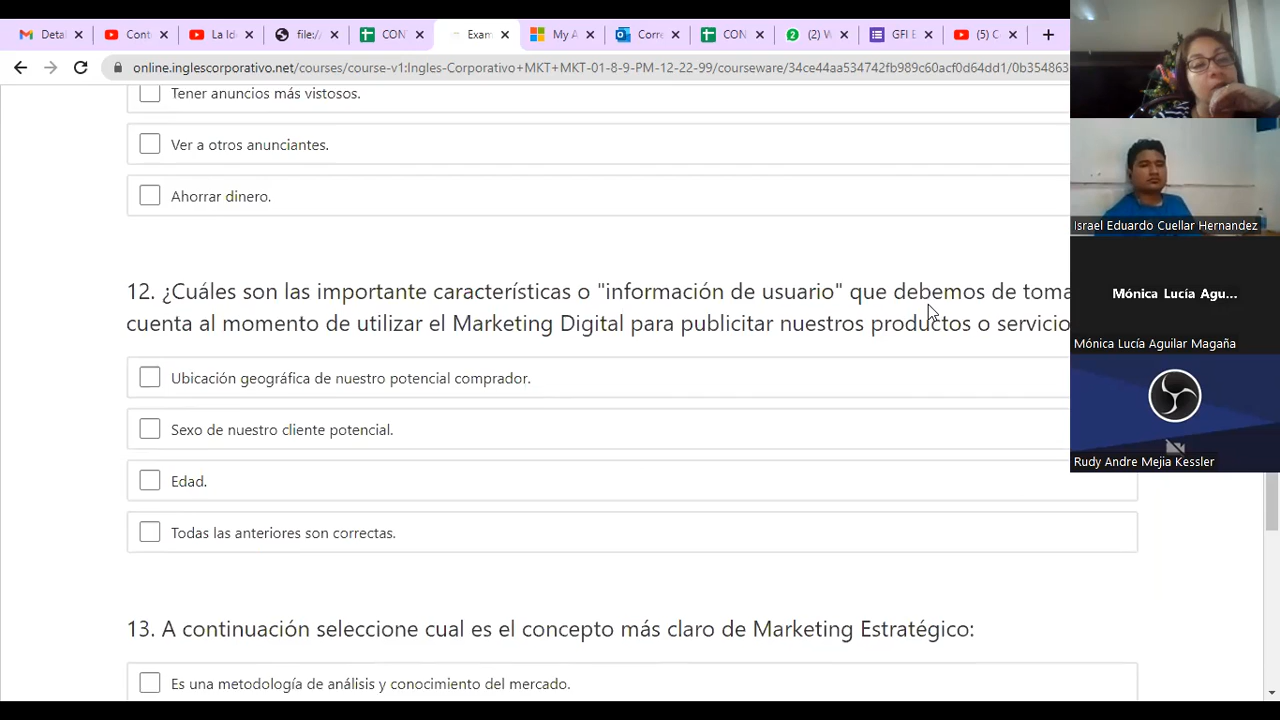 Detal
Cont
La Id
file:/
CON
Exam
My A
Corre
CON
(2) W
GFI E
(5) C
online.inglescorporativo.net/courses/course-v1:Ingles-Corporativo+MKT+MKT-01-8-9-PM-12-22-99/courseware/34ce44aa534742fb989c60acf0d64dd1/0b354863
Tener anuncios más vistosos.
Ver a otros anunciantes.
Ahorrar dinero.
12. ¿Cuáles son las importante características o "información de usuario" que debemos de toma
cuenta al momento de utilizar el Marketing Digital para publicitar nuestros productos o servicio
Ubicación geográfica de nuestro potencial comprador.
Sexo de nuestro cliente potencial.
Edad.
Todas las anteriores son correctas.
13. A continuación seleccione cual es el concepto más claro de Marketing Estratégico:
Es una metodología de análisis y conocimiento del mercado.
Israel Eduardo Cuellar Hernandez
Mónica Lucía Agu...
Mónica Lucía Aguilar Magaña
Rudy Andre Mejia Kessler